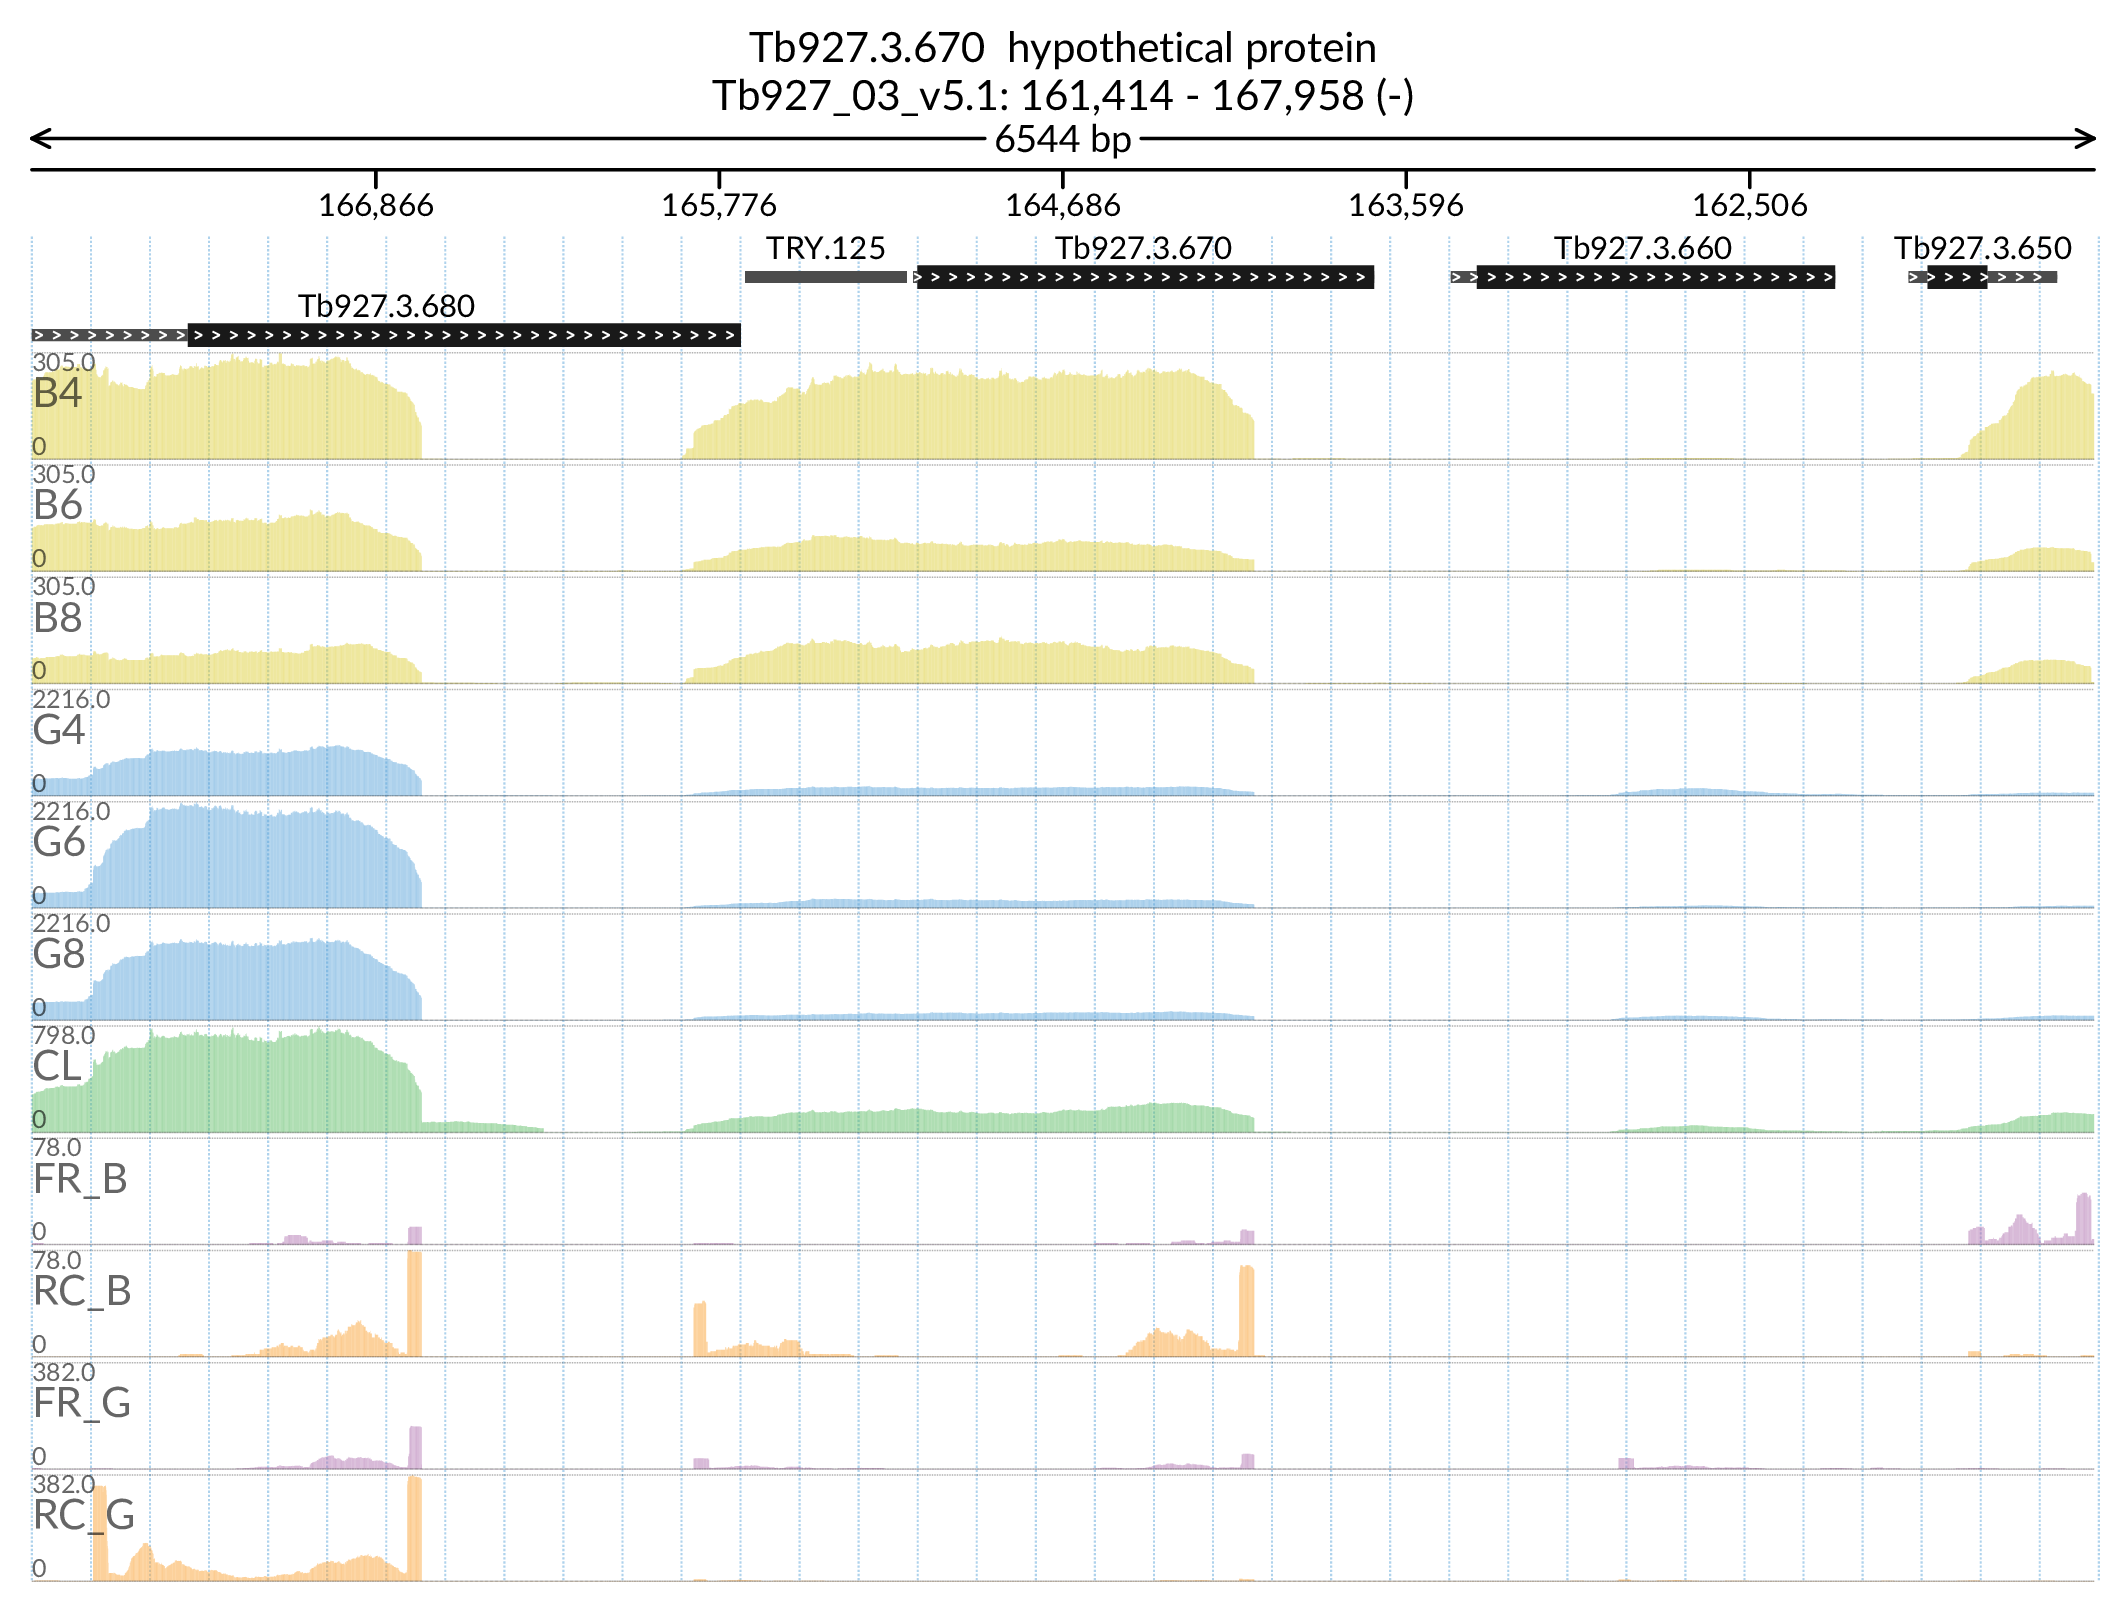 Tb927.3.670 hypothetical protein
Tb927_03_v5.1: 161,414 - 167,958 (-)
6544 bp
166,866 165,776 164,686 163,596 162,506
TRY.125 Tb927.3.670 Tb927.3.660 Tb927.3.650
Tb927.3.680
305.0
B4
0
305.0
B6
0
305.0
B8
0
2216.0
G4
0
2216.0
G6
0
2216.0
G8
0
798.0
CL
0
78.0
FR_B
0
78.0
RC_B
0
382.0
FR_G
0
382.0
RC_G
0